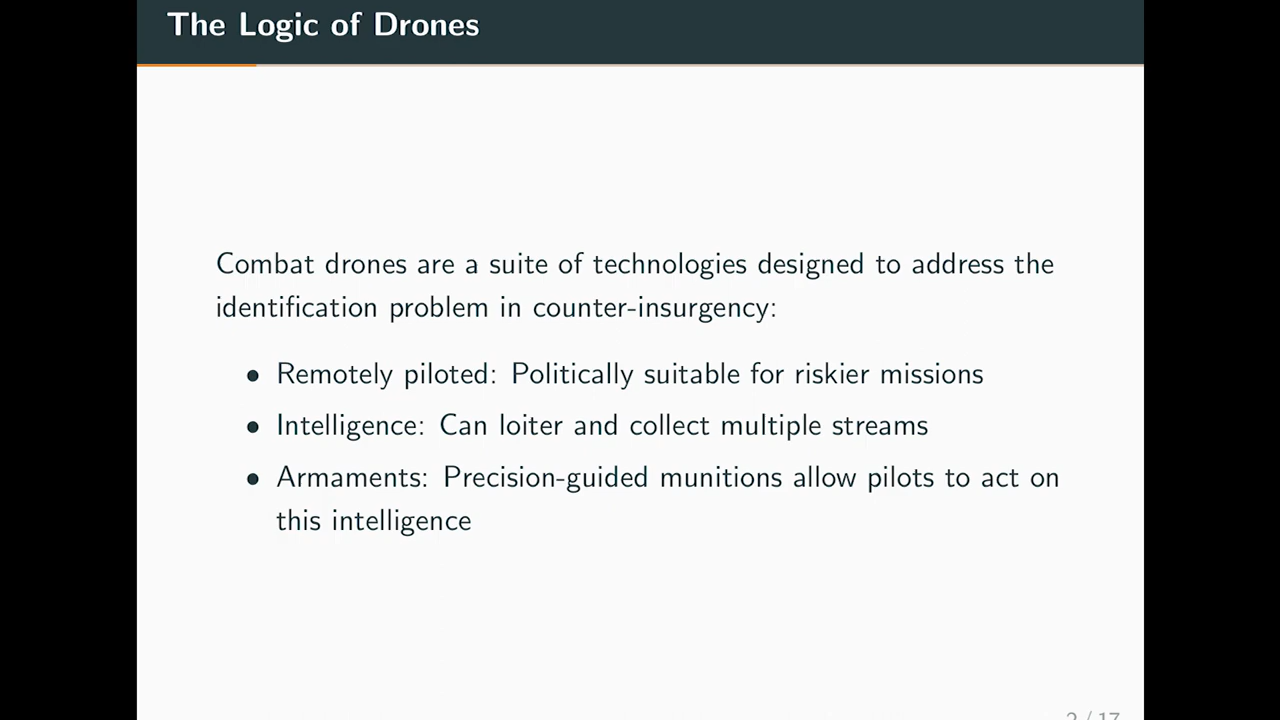 The Logic of Drones
Combat drones are a suite of technologies designed to address the
identification problem in counter-insurgency:
• Remotely piloted: Politically suitable for riskier missions
• Intelligence: Can loiter and collect multiple streams
• Armaments: Precision-guided munitions allow pilots to act on
this intelligence
2 / 17